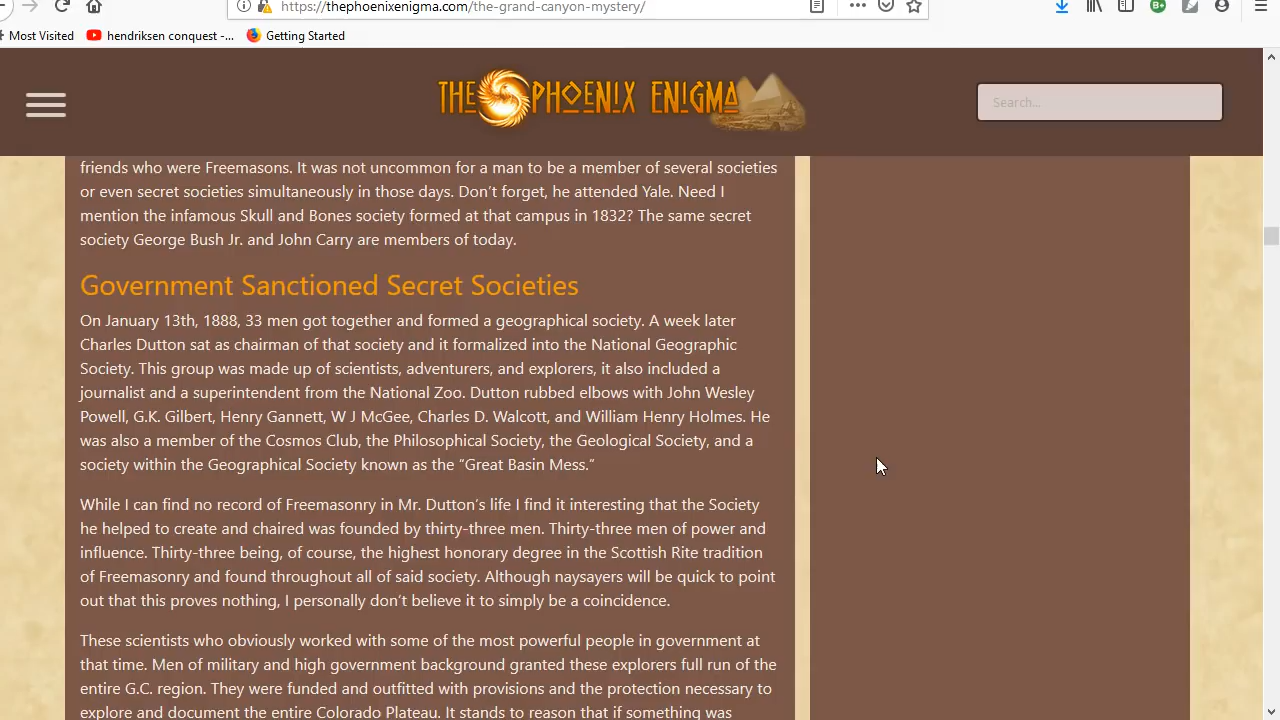 https://thephoenixenigma.com/the-grand-canyon-mystery/
Most Visited hendriksen conquest -... Getting Started
THE PHOENIX ENIGMA
Search...
friends who were Freemasons. It was not uncommon for a man to be a member of several societies
or even secret societies simultaneously in those days. Don’t forget, he attended Yale. Need I
mention the infamous Skull and Bones society formed at that campus in 1832? The same secret
society George Bush Jr. and John Carry are members of today.
Government Sanctioned Secret Societies
On January 13th, 1888, 33 men got together and formed a geographical society. A week later
Charles Dutton sat as chairman of that society and it formalized into the National Geographic
Society. This group was made up of scientists, adventurers, and explorers, it also included a
journalist and a superintendent from the National Zoo. Dutton rubbed elbows with John Wesley
Powell, G.K. Gilbert, Henry Gannett, W J McGee, Charles D. Walcott, and William Henry Holmes. He
was also a member of the Cosmos Club, the Philosophical Society, the Geological Society, and a
society within the Geographical Society known as the “Great Basin Mess.”
While I can find no record of Freemasonry in Mr. Dutton’s life I find it interesting that the Society
he helped to create and chaired was founded by thirty-three men. Thirty-three men of power and
influence. Thirty-three being, of course, the highest honorary degree in the Scottish Rite tradition
of Freemasonry and found throughout all of said society. Although naysayers will be quick to point
out that this proves nothing, I personally don’t believe it to simply be a coincidence.
These scientists who obviously worked with some of the most powerful people in government at
that time. Men of military and high government background granted these explorers full run of the
entire G.C. region. They were funded and outfitted with provisions and the protection necessary to
explore and document the entire Colorado Plateau. It stands to reason that if something was